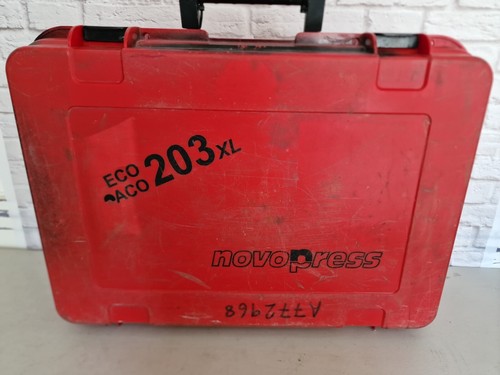 ECO
ACO 203 XL
novopress
A772968